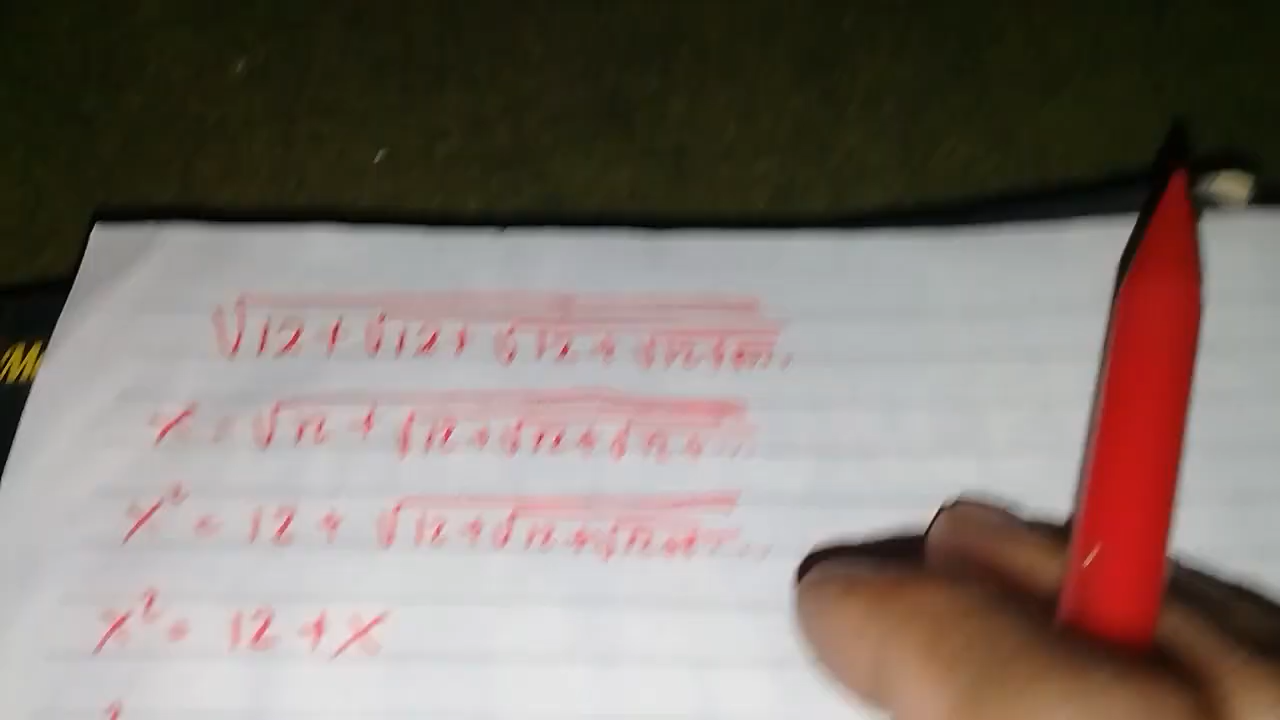 √12+√12+√12+√12+...
x = √12+√12+√12+√12+...
x² = 12+√12+√12+√12+...
x² = 12+x